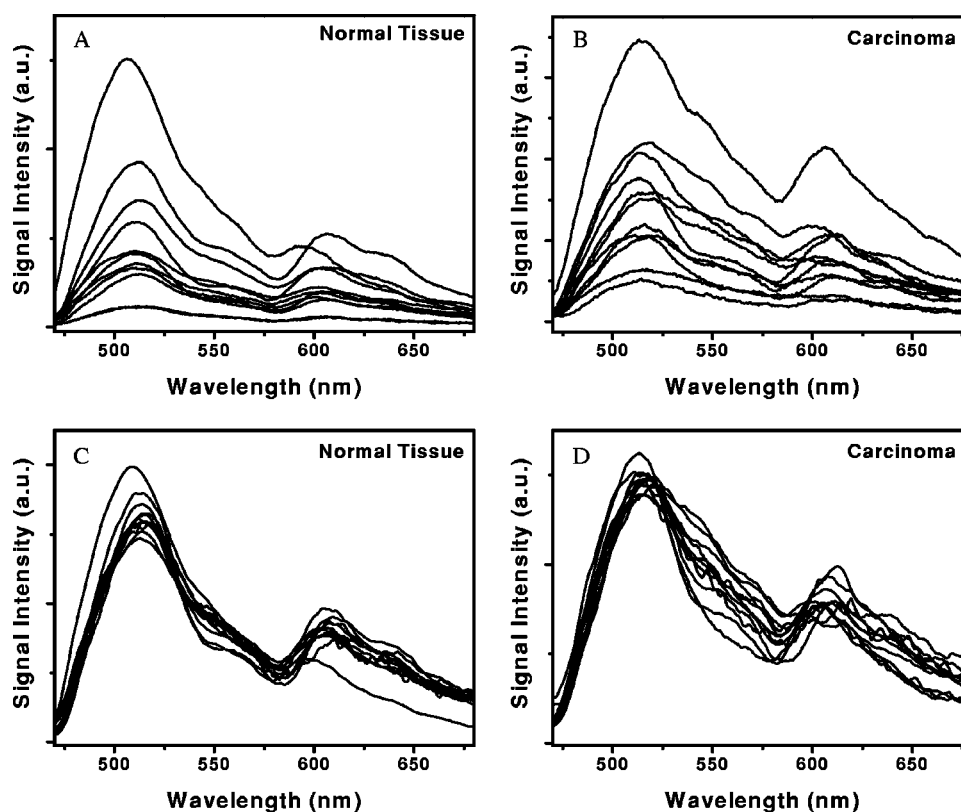 A
Normal Tissue
Signal Intensity (a.u.)
500 550 600 650
Wavelength (nm)
B
Carcinoma
Signal Intensity (a.u.)
500 550 600 650
Wavelength (nm)
C
Normal Tissue
Signal Intensity (a.u.)
500 550 600 650
Wavelength (nm)
D
Carcinoma
Signal Intensity (a.u.)
500 550 600 650
Wavelength (nm)